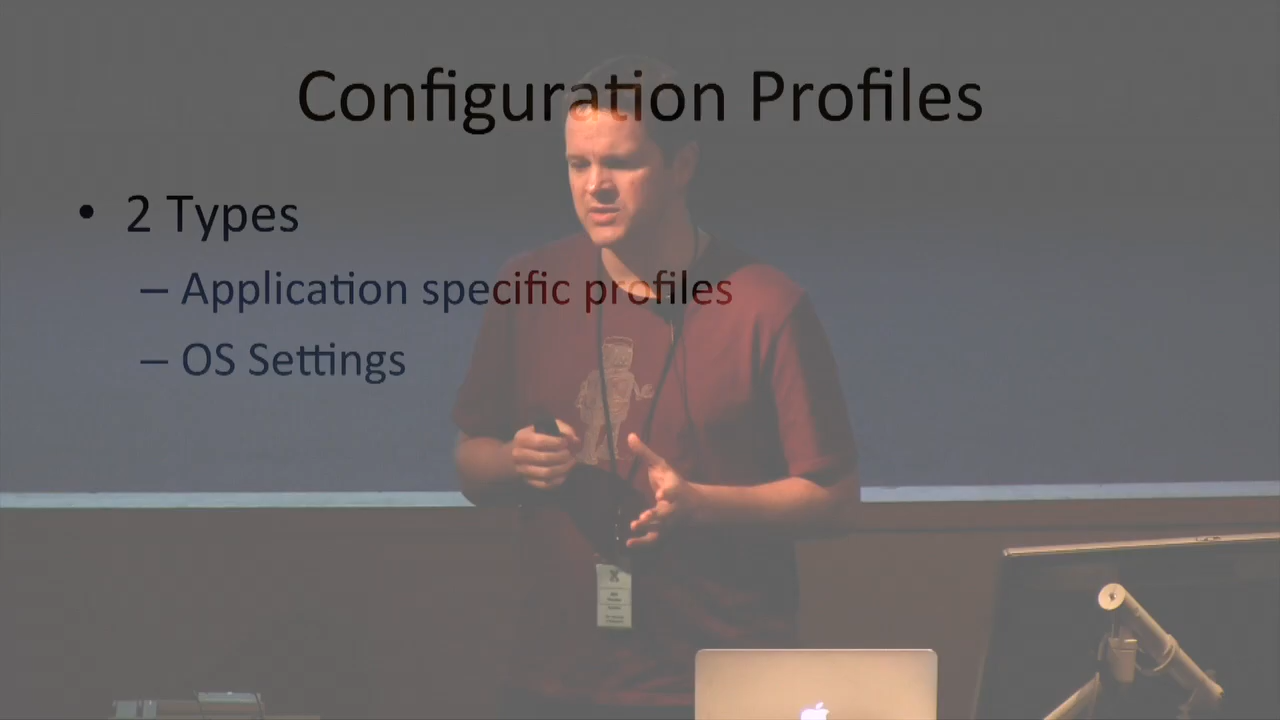 Configuration Profiles
• 2 Types
– Application specific profiles
– OS Settings